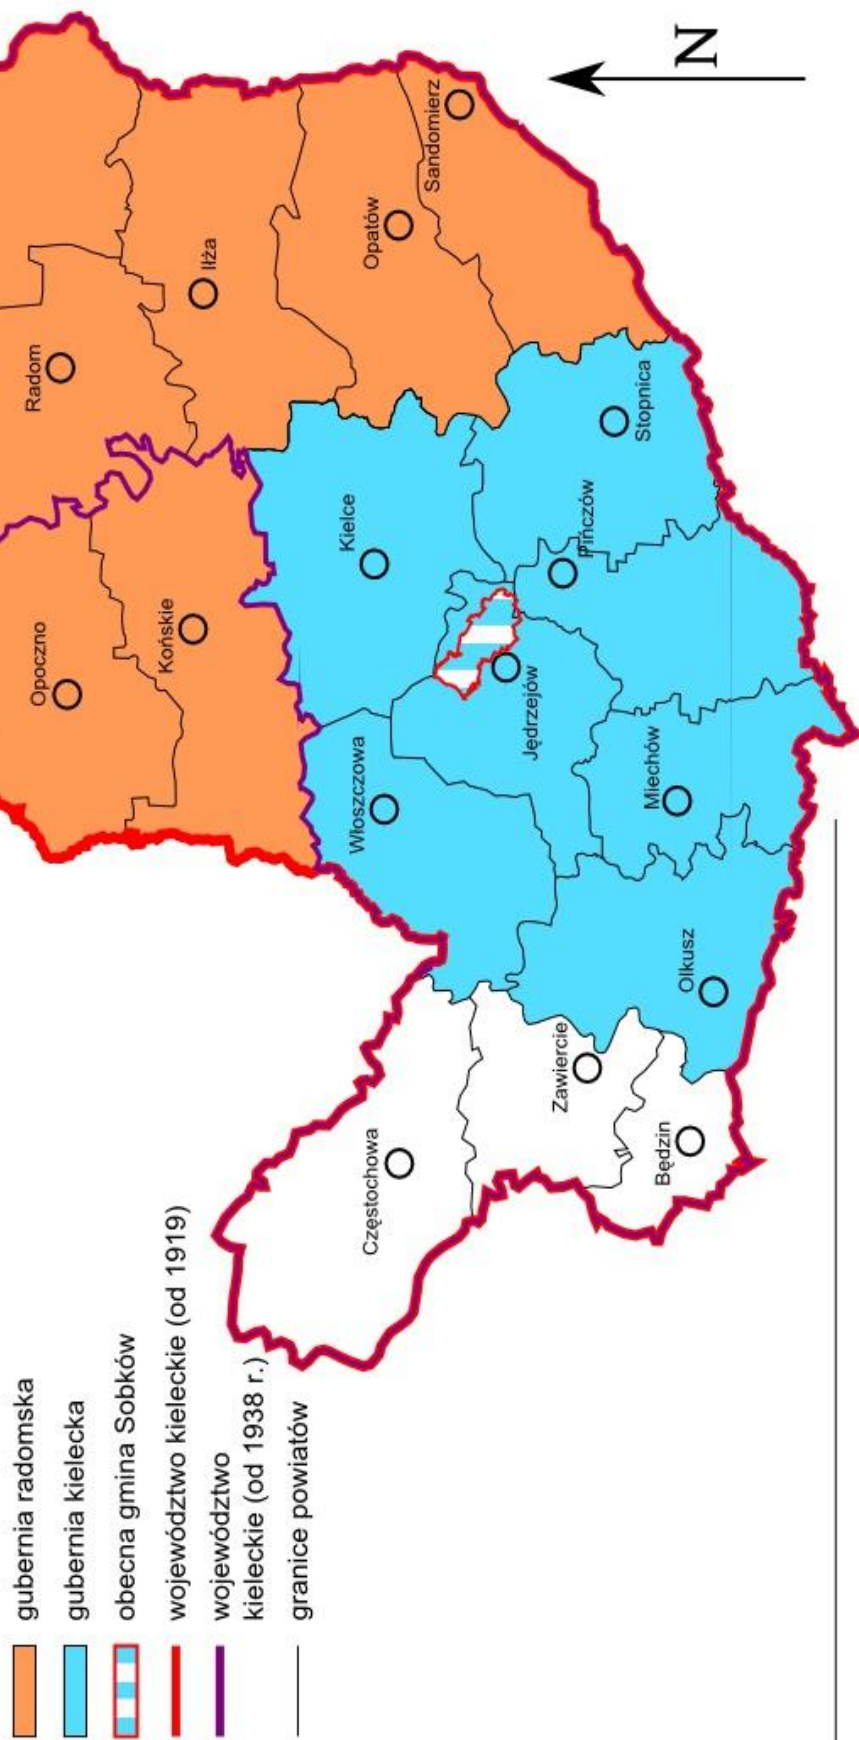 gubernia radomska
gubernia kielecka
obecna gmina Sobków
województwo kieleckie (od 1919)
województwo
kieleckie (od 1938 r.)
granice powiatów
Opoczno
Radom
Końskie
Iłża
Częstochowa
Włoszczowa
Kielce
Opatów
Sandomierz
Jędrzejów
Zawiercie
Pińczów
Stopnica
Będzin
Olkusz
Miechów
N